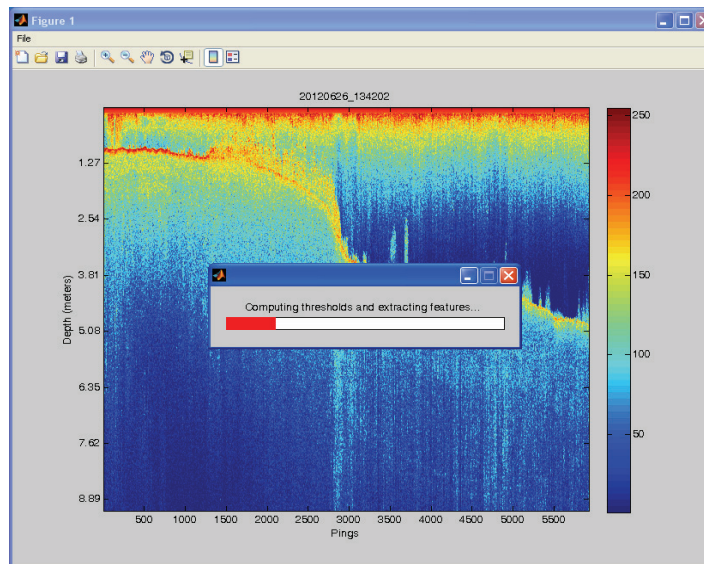 Figure 1
File
20120626_134202
1.27
2.54
3.81
5.08
6.35
7.62
8.89
Depth (meters)
500 1000 1500 2000 2500 3000 3500 4000 4500 5000 5500
Pings
250
200
150
100
50
Computing thresholds and extracting features...